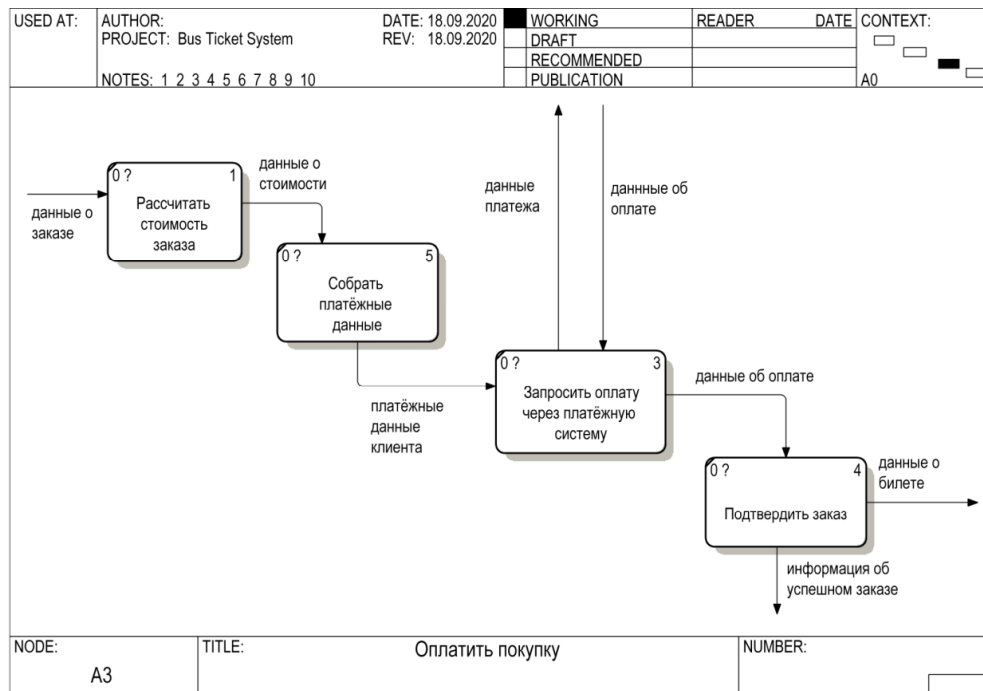 USED AT:
AUTHOR:
DATE: 18.09.2020
PROJECT: Bus Ticket System
REV: 18.09.2020
NOTES: 1 2 3 4 5 6 7 8 9 10
WORKING
DRAFT
RECOMMENDED
PUBLICATION
READER
DATE
CONTEXT:
A0
данные о
заказе
0 ?
1
Рассчитать
стоимость
заказа
данные о
стоимости
0 ?
5
Собрать
платёжные
данные
платёжные
данные
клиента
данные
платежа
даннные об
оплате
0 ?
3
Запросить оплату
через платёжную
систему
данные об оплате
0 ?
4
Подтвердить заказ
данные о
билете
информация об
успешном заказе
NODE:
A3
TITLE:
Оплатить покупку
NUMBER: